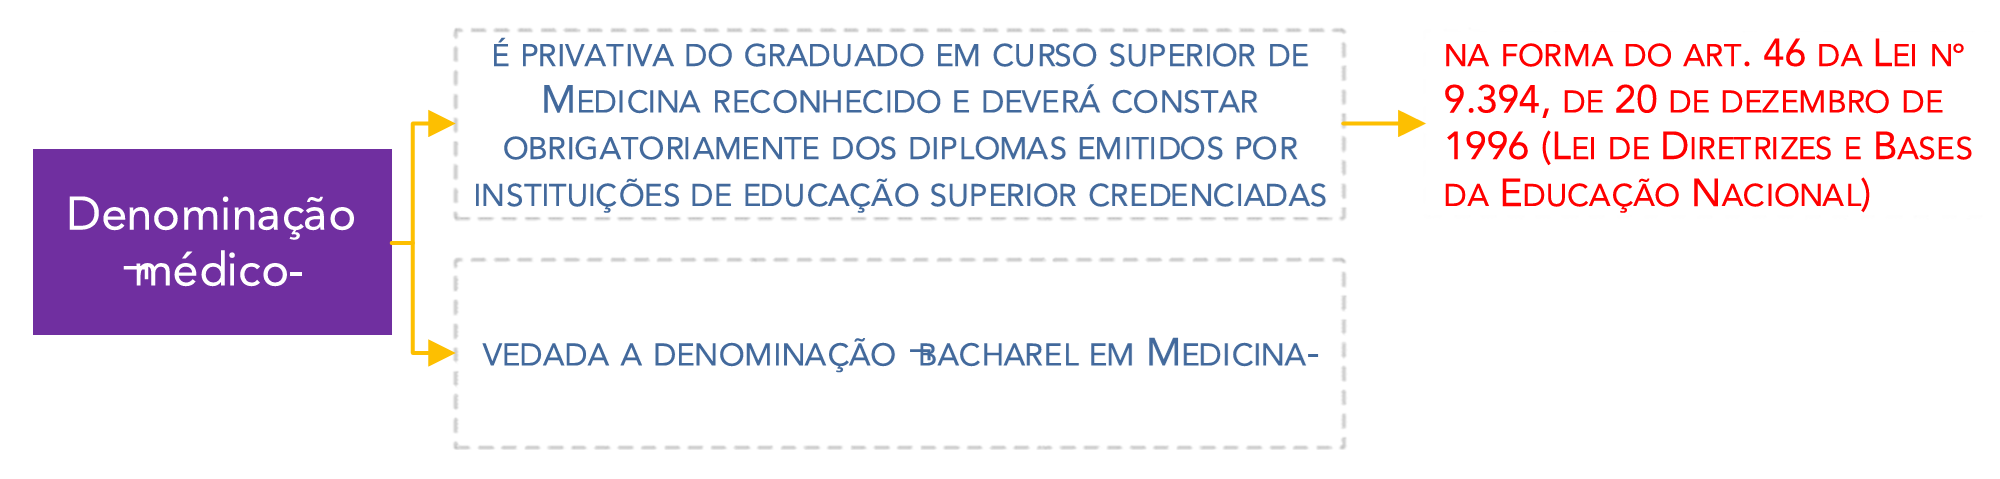 Denominação
¬médico-
É PRIVATIVA DO GRADUADO EM CURSO SUPERIOR DE
MEDICINA RECONHECIDO E DEVERÁ CONSTAR
OBRIGATORIAMENTE DOS DIPLOMAS EMITIDOS POR
INSTITUIÇÕES DE EDUCAÇÃO SUPERIOR CREDENCIADAS
NA FORMA DO ART. 46 DA LEI Nº
9.394, DE 20 DE DEZEMBRO DE
1996 (LEI DE DIRETRIZES E BASES
DA EDUCAÇÃO NACIONAL)
VEDADA A DENOMINAÇÃO ¬BACHAREL EM MEDICINA-